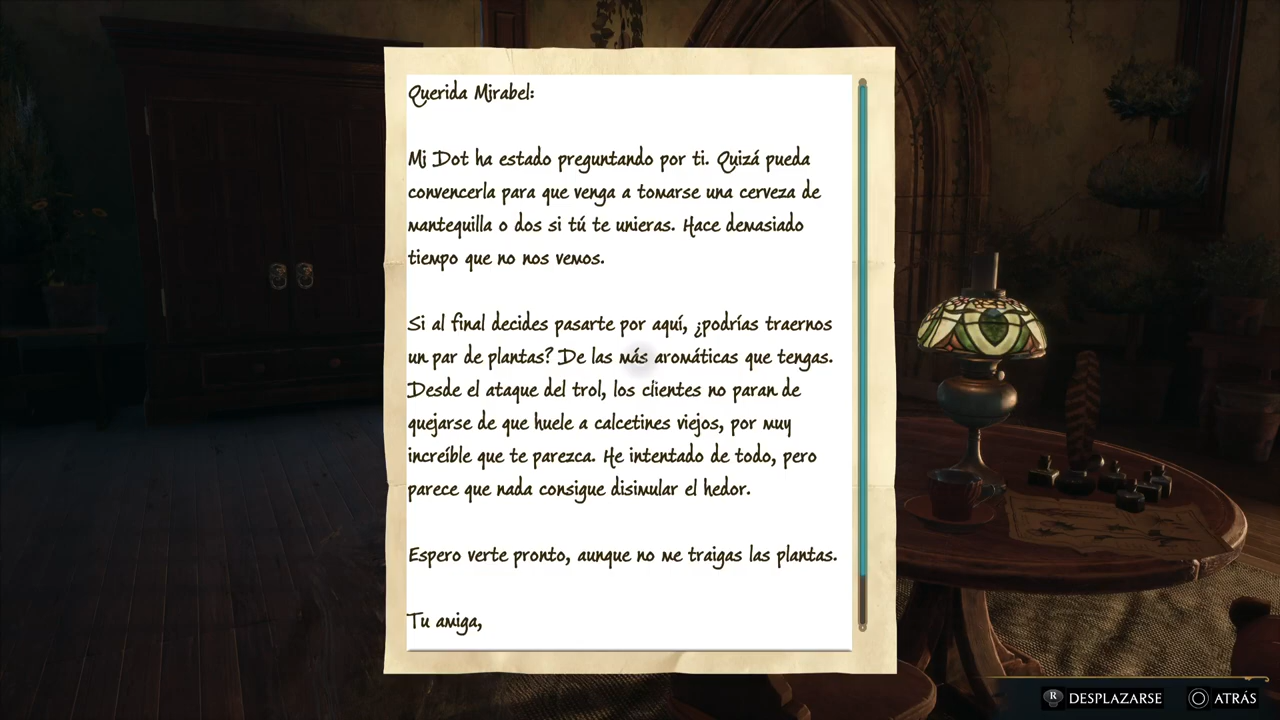 Querida Mirabel:
Mi Dot ha estado preguntando por ti. Quizá pueda
convencerla para que venga a tomarse una cerveza de
mantequilla o dos si tú te unieras. Hace demasiado
tiempo que no nos vemos.
Si al final decides pasarte por aquí, ¿podrías traernos
un par de plantas? De las más aromáticas que tengas.
Desde el ataque del trol, los clientes no paran de
quejarse de que huele a calcetines viejos, por muy
increíble que te parezca. He intentado de todo, pero
parece que nada consigue disimular el hedor.
Espero verte pronto, aunque no me traigas las plantas.
Tu amiga,
R DESPLAZARSE ATRÁS